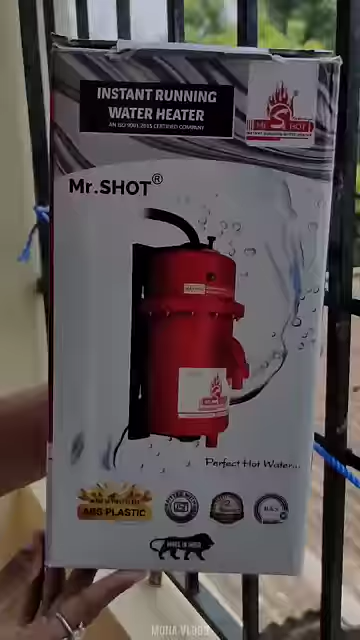 INSTANT RUNNING
WATER HEATER
AN ISO 9001:2015 CERTIFIED COMPANY
Mr. SHOT
Mr.SHOT®
Perfect Hot Water...
ABS PLASTIC
MAKE IN INDIA
MONA VLOGS